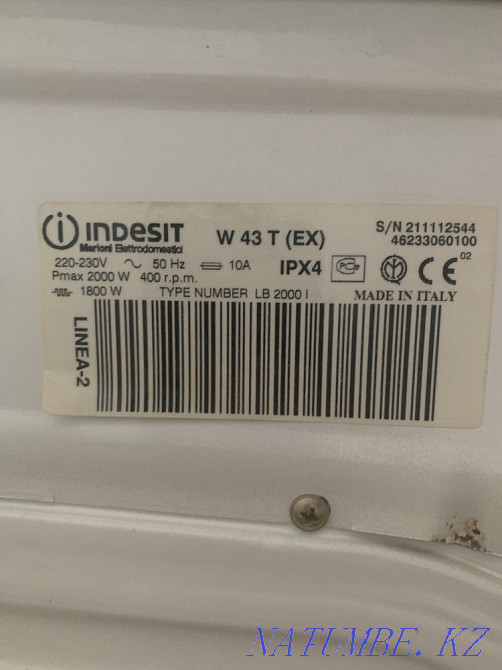 indesit
Merloni Elettrodomestici
W 43 T (EX)
S/N 211112544
46233060100
220-230V 50 Hz 10A IPX4
02
Pmax 2000 W 400 r.p.m.
1800 W TYPE NUMBER LB 2000 I
MADE IN ITALY
LINEA-2
NATUMBE. KZ